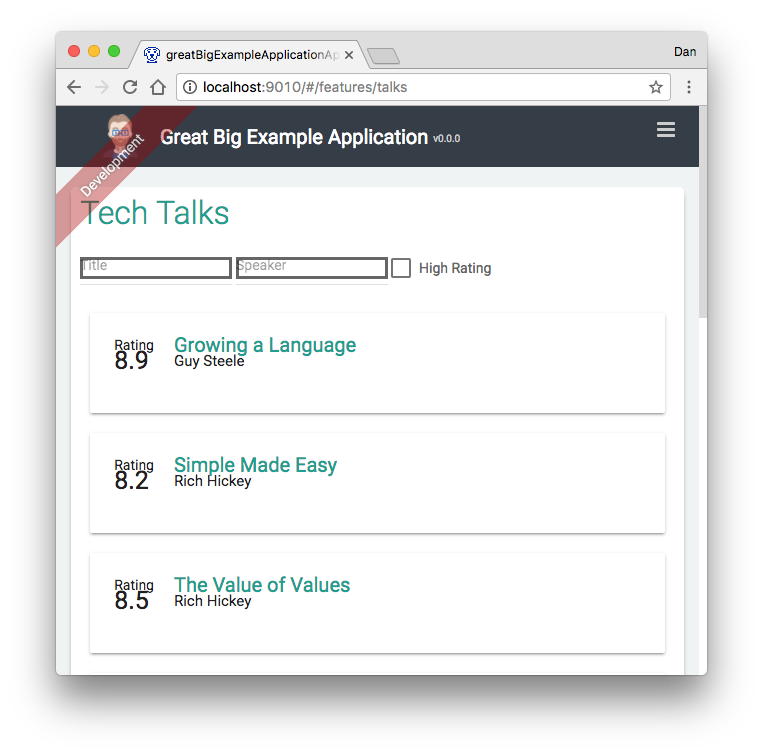 greatBigExampleApplicationAp
Dan
localhost:9010/#/features/talks
Development
Great Big Example Application v0.0.0
Tech Talks
Title
Speaker
High Rating
Rating
8.9
Growing a Language
Guy Steele
Rating
8.2
Simple Made Easy
Rich Hickey
Rating
8.5
The Value of Values
Rich Hickey